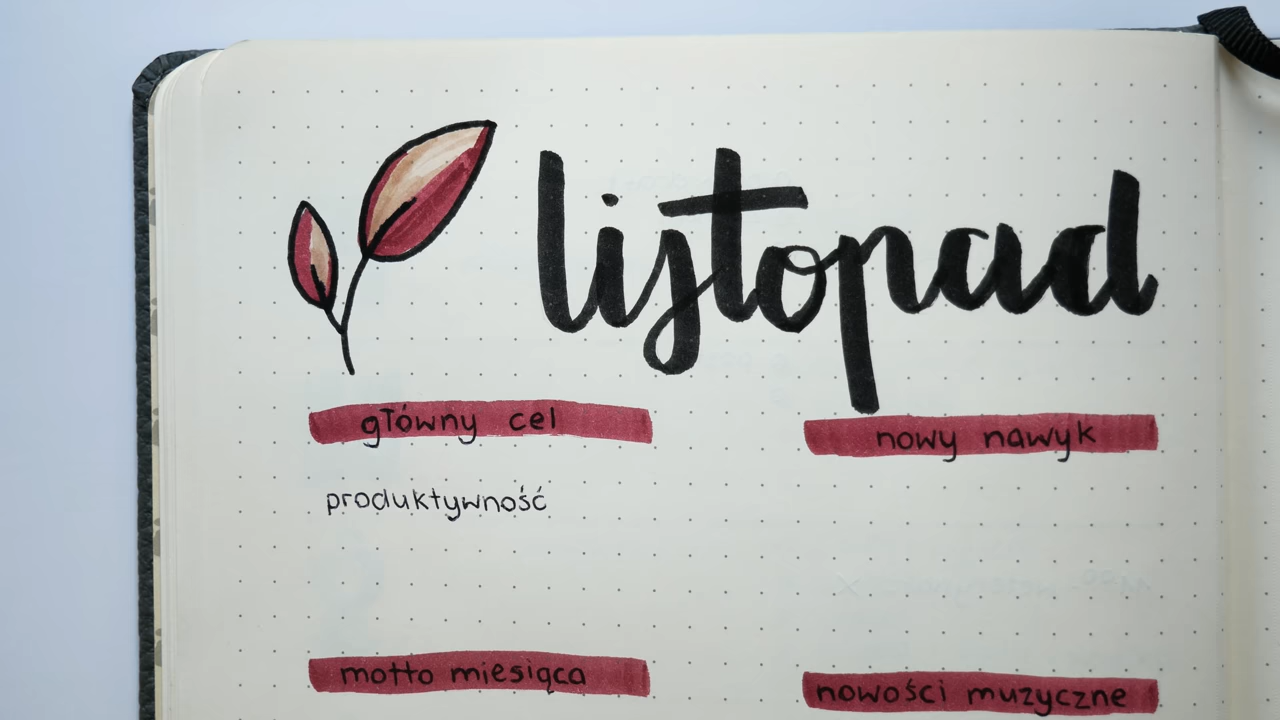 listopad
główny cel
nowy nawyk
produktywność
motto miesiąca
nowości muzyczne